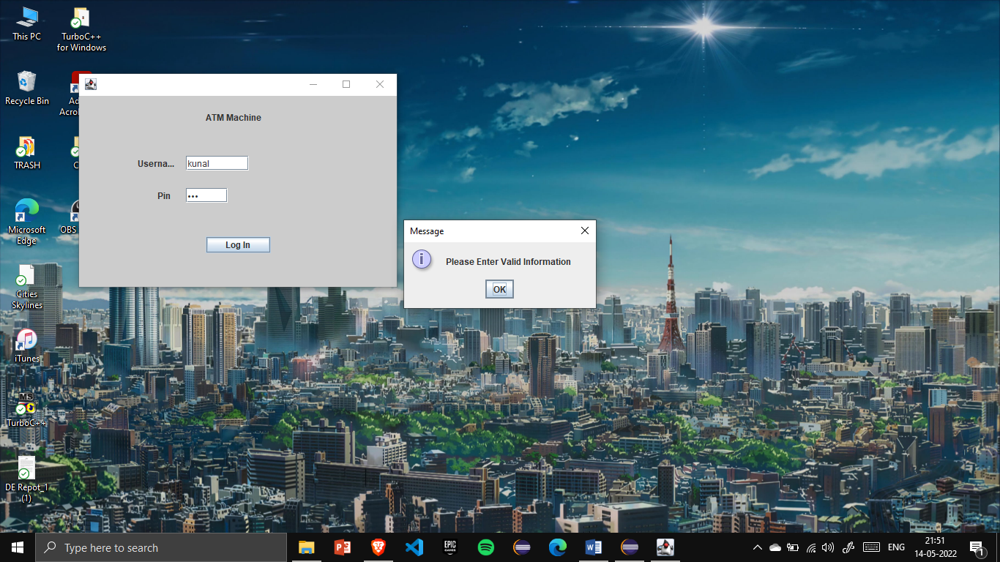 This PC
TurboC++
for Windows
Recycle Bin
Ad
Acrol
TRASH
C
Microsoft
Edge
OBS
Cities
Skylines
iTunes
MS
TurboC++
DE Repot_1
(1)
ATM Machine
Userna...
kunal
Pin
•••
Log In
Message
Please Enter Valid Information
OK
Type here to search
EPIC
GAMES
ENG
21:51
14-05-2022
1